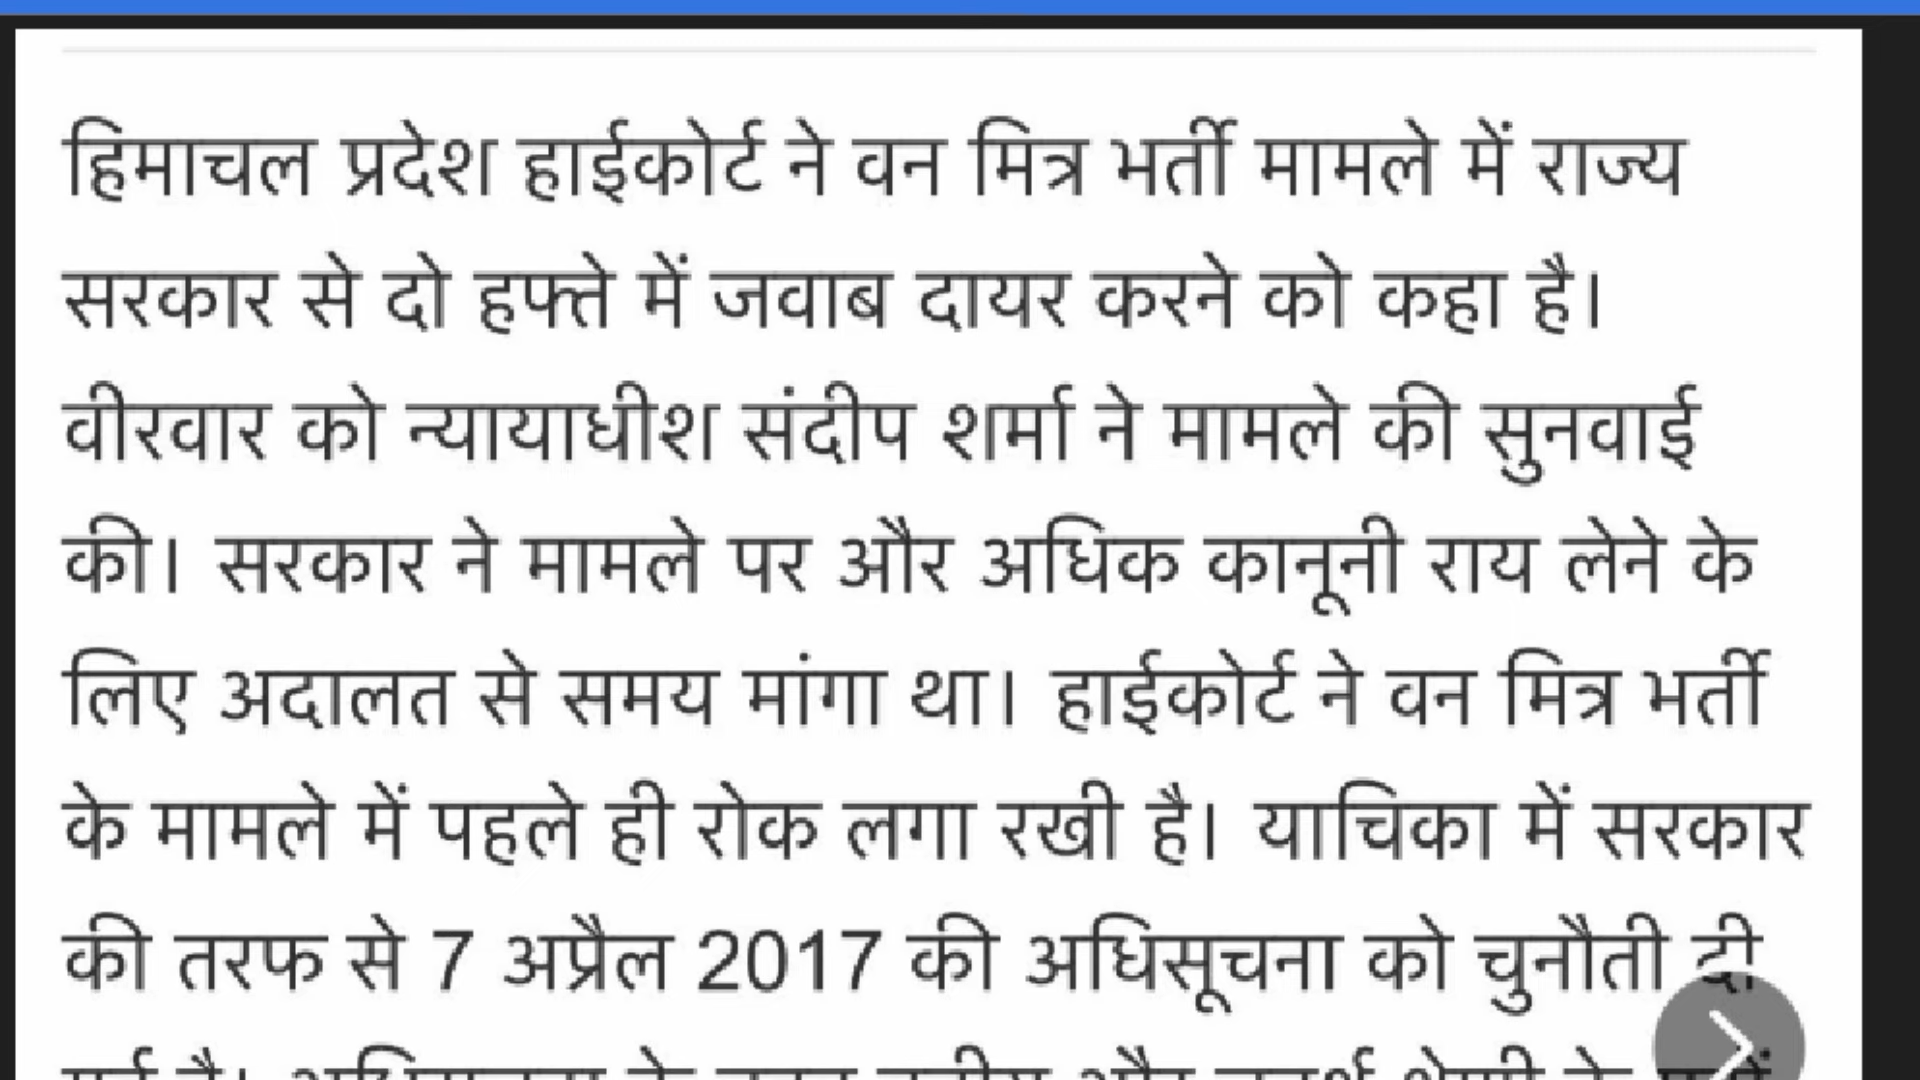 हिमाचल प्रदेश हाईकोर्ट ने वन मित्र भर्ती मामले में राज्य
सरकार से दो हफ्ते में जवाब दायर करने को कहा है।
वीरवार को न्यायाधीश संदीप शर्मा ने मामले की सुनवाई
की। सरकार ने मामले पर और अधिक कानूनी राय लेने के
लिए अदालत से समय मांगा था। हाईकोर्ट ने वन मित्र भर्ती
के मामले में पहले ही रोक लगा रखी है। याचिका में सरकार
की तरफ से 7 अप्रैल 2017 की अधिसूचना को चुनौती दी